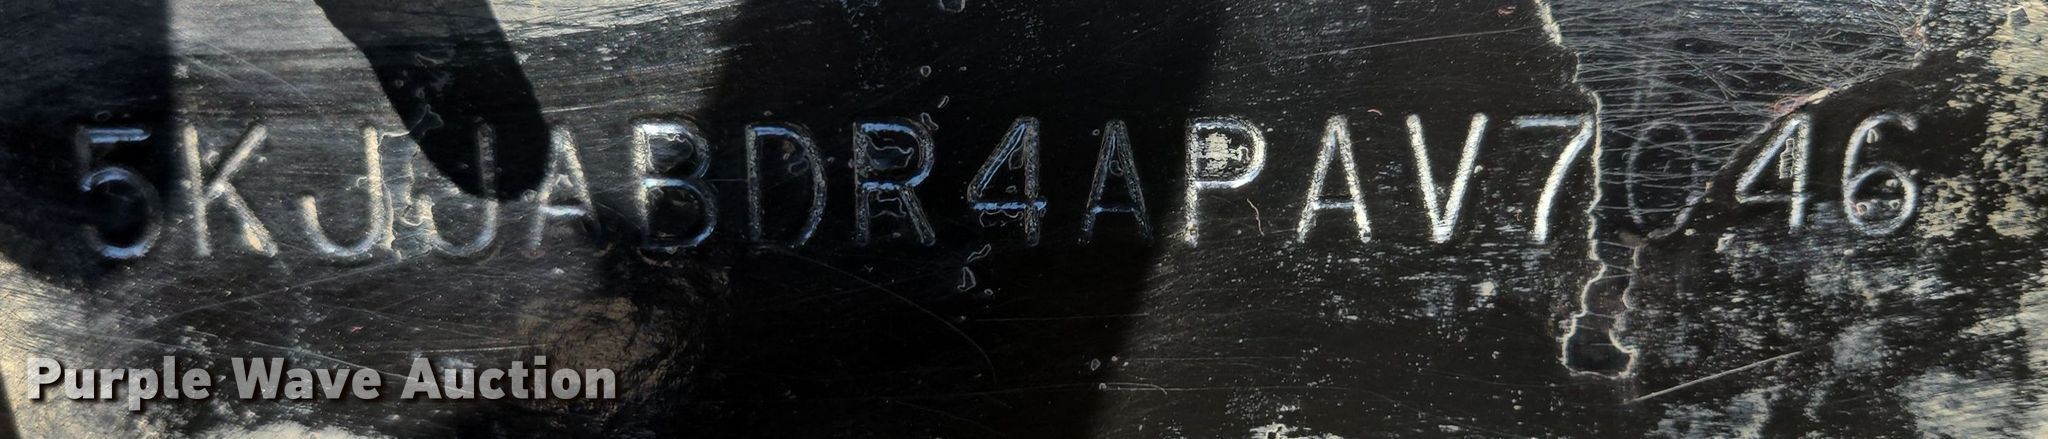 5KJJABDR4APAV7046
Purple Wave Auction